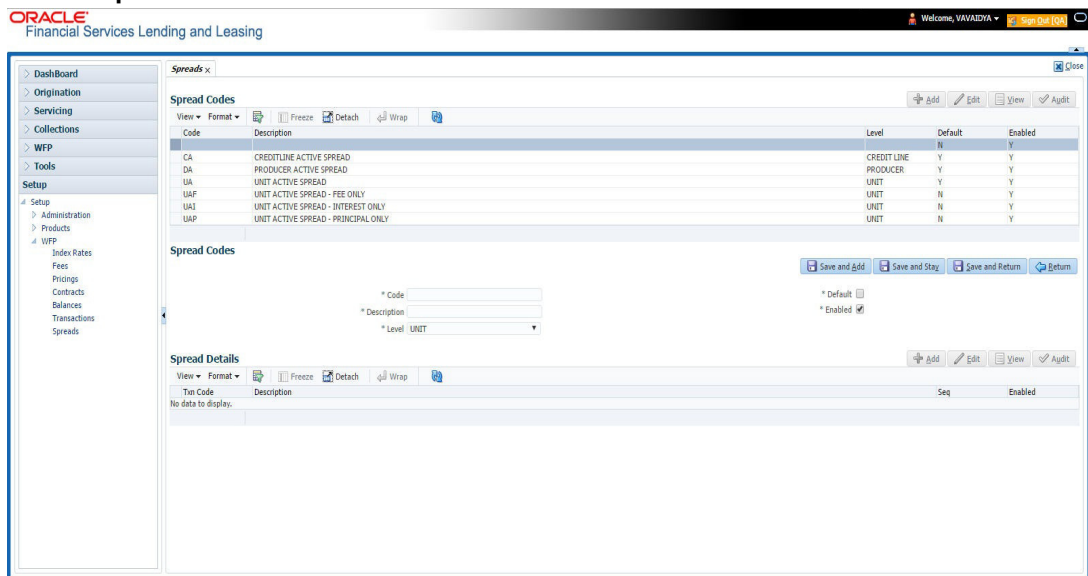 ORACLE
Financial Services Lending and Leasing
Welcome, VAVAIDYA
Sign Out [QA]
DashBoard
Origination
Servicing
Collections
WFP
Tools
Setup
Setup
Administration
Products
WFP
Index Rates
Fees
Pricings
Contracts
Balances
Transactions
Spreads
Spreads
Close
Spread Codes
Add Edit View Audit
View Format Freeze Detach Wrap
Code Description Level Default Enabled
N Y
CA CREDITLINE ACTIVE SPREAD CREDIT LINE Y Y
DA PRODUCER ACTIVE SPREAD PRODUCER Y Y
UA UNIT ACTIVE SPREAD UNIT Y Y
UAF UNIT ACTIVE SPREAD - FEE ONLY UNIT N Y
UAI UNIT ACTIVE SPREAD - INTEREST ONLY UNIT N Y
UAP UNIT ACTIVE SPREAD - PRINCIPAL ONLY UNIT N Y
Spread Codes
Save and Add Save and Stay Save and Return Return
* Code * Default
* Description * Enabled
* Level UNIT
Spread Details
Add Edit View Audit
View Format Freeze Detach Wrap
Txn Code Description Seq Enabled
No data to display.